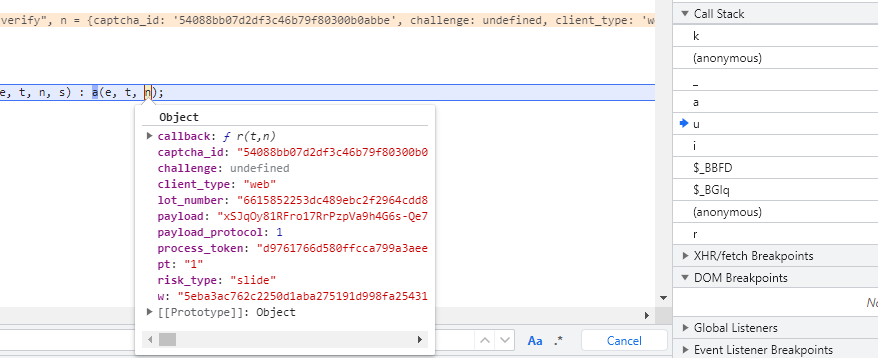 verify", n = {captcha_id: '54088bb07d2df3c46b79f80300b0abbe', challenge: undefined, client_type: 'we
e, t, n, s) : a(e, t, n);
Object
callback: ƒ r(t,n)
captcha_id: "54088bb07d2df3c46b79f80300b0
challenge: undefined
client_type: "web"
lot_number: "6615852253dc489ebc2f2964cdd8
payload: "xSJqOy81RFro17RrPzpVa9h4G6s-Qe7
payload_protocol: 1
process_token: "d9761766d580ffcca799a3aee
pt: "1"
risk_type: "slide"
w: "5eba3ac762c2250d1aba275191d998fa25431
[[Prototype]]: Object
Aa .* Cancel
Call Stack
k
(anonymous)
_
a
u
i
$_BBFD
$_BGIq
(anonymous)
r
XHR/fetch Breakpoints
DOM Breakpoints
No
Global Listeners
Event Listener Breakpoints